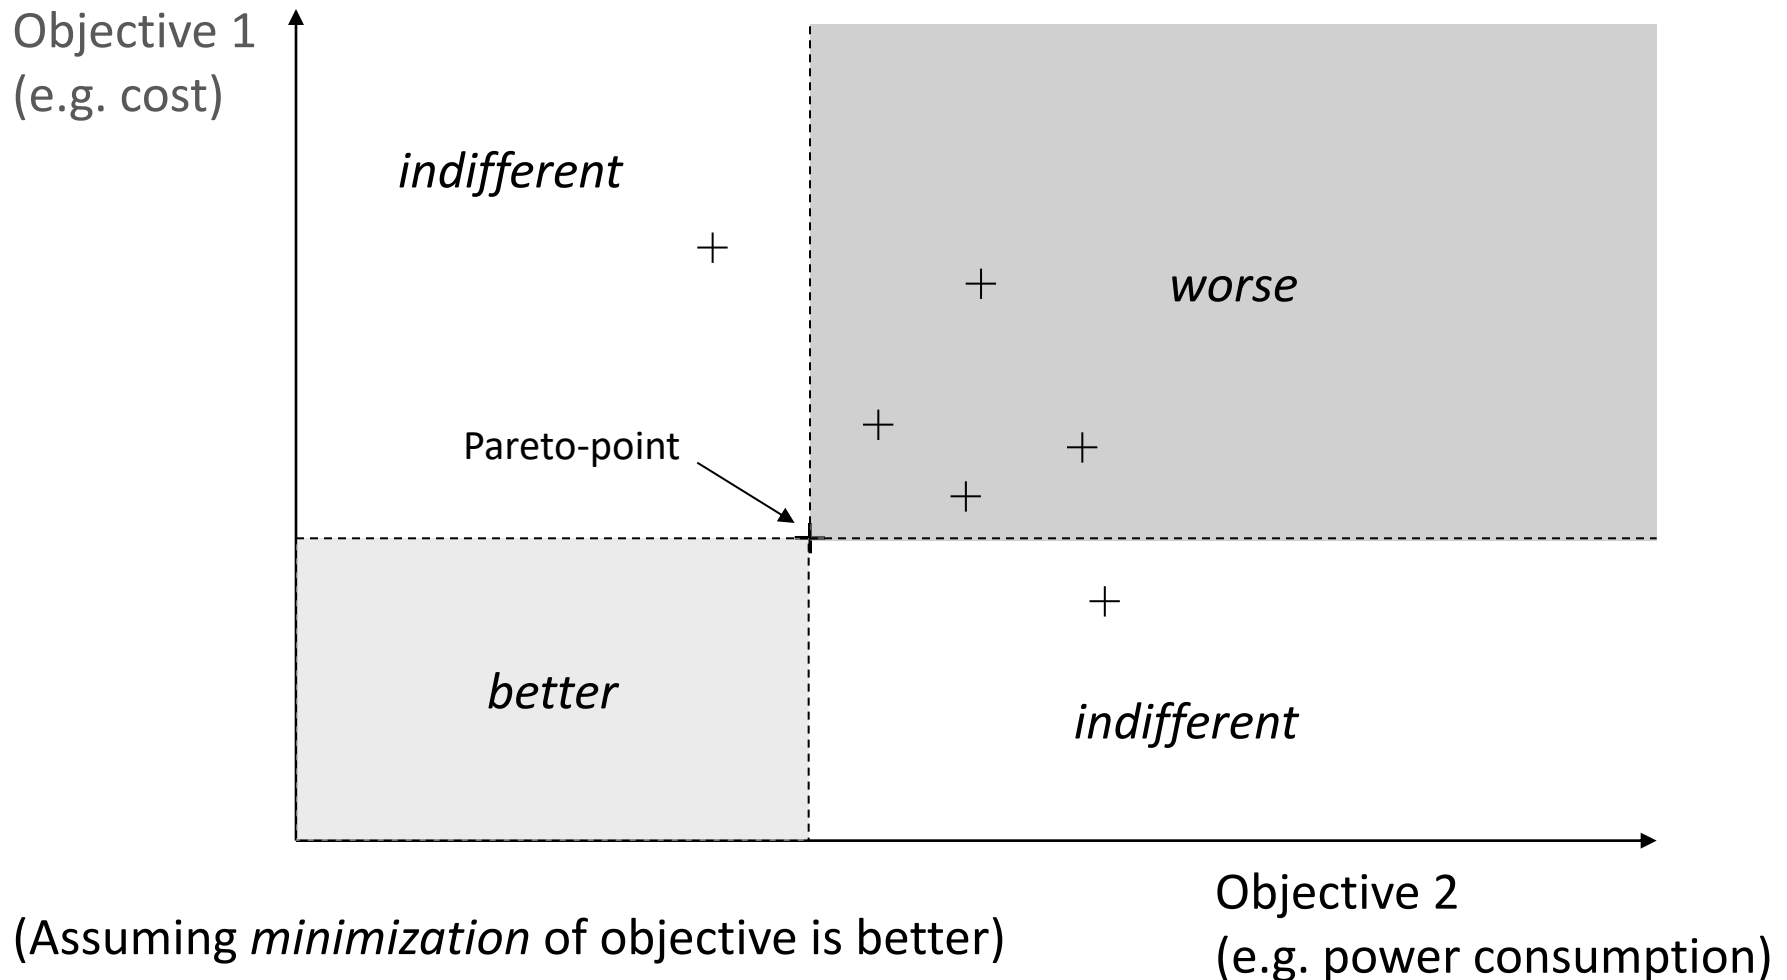 Objective 1
(e.g. cost)
indifferent
worse
Pareto-point
better
indifferent
Objective 2
(e.g. power consumption)
(Assuming minimization of objective is better)